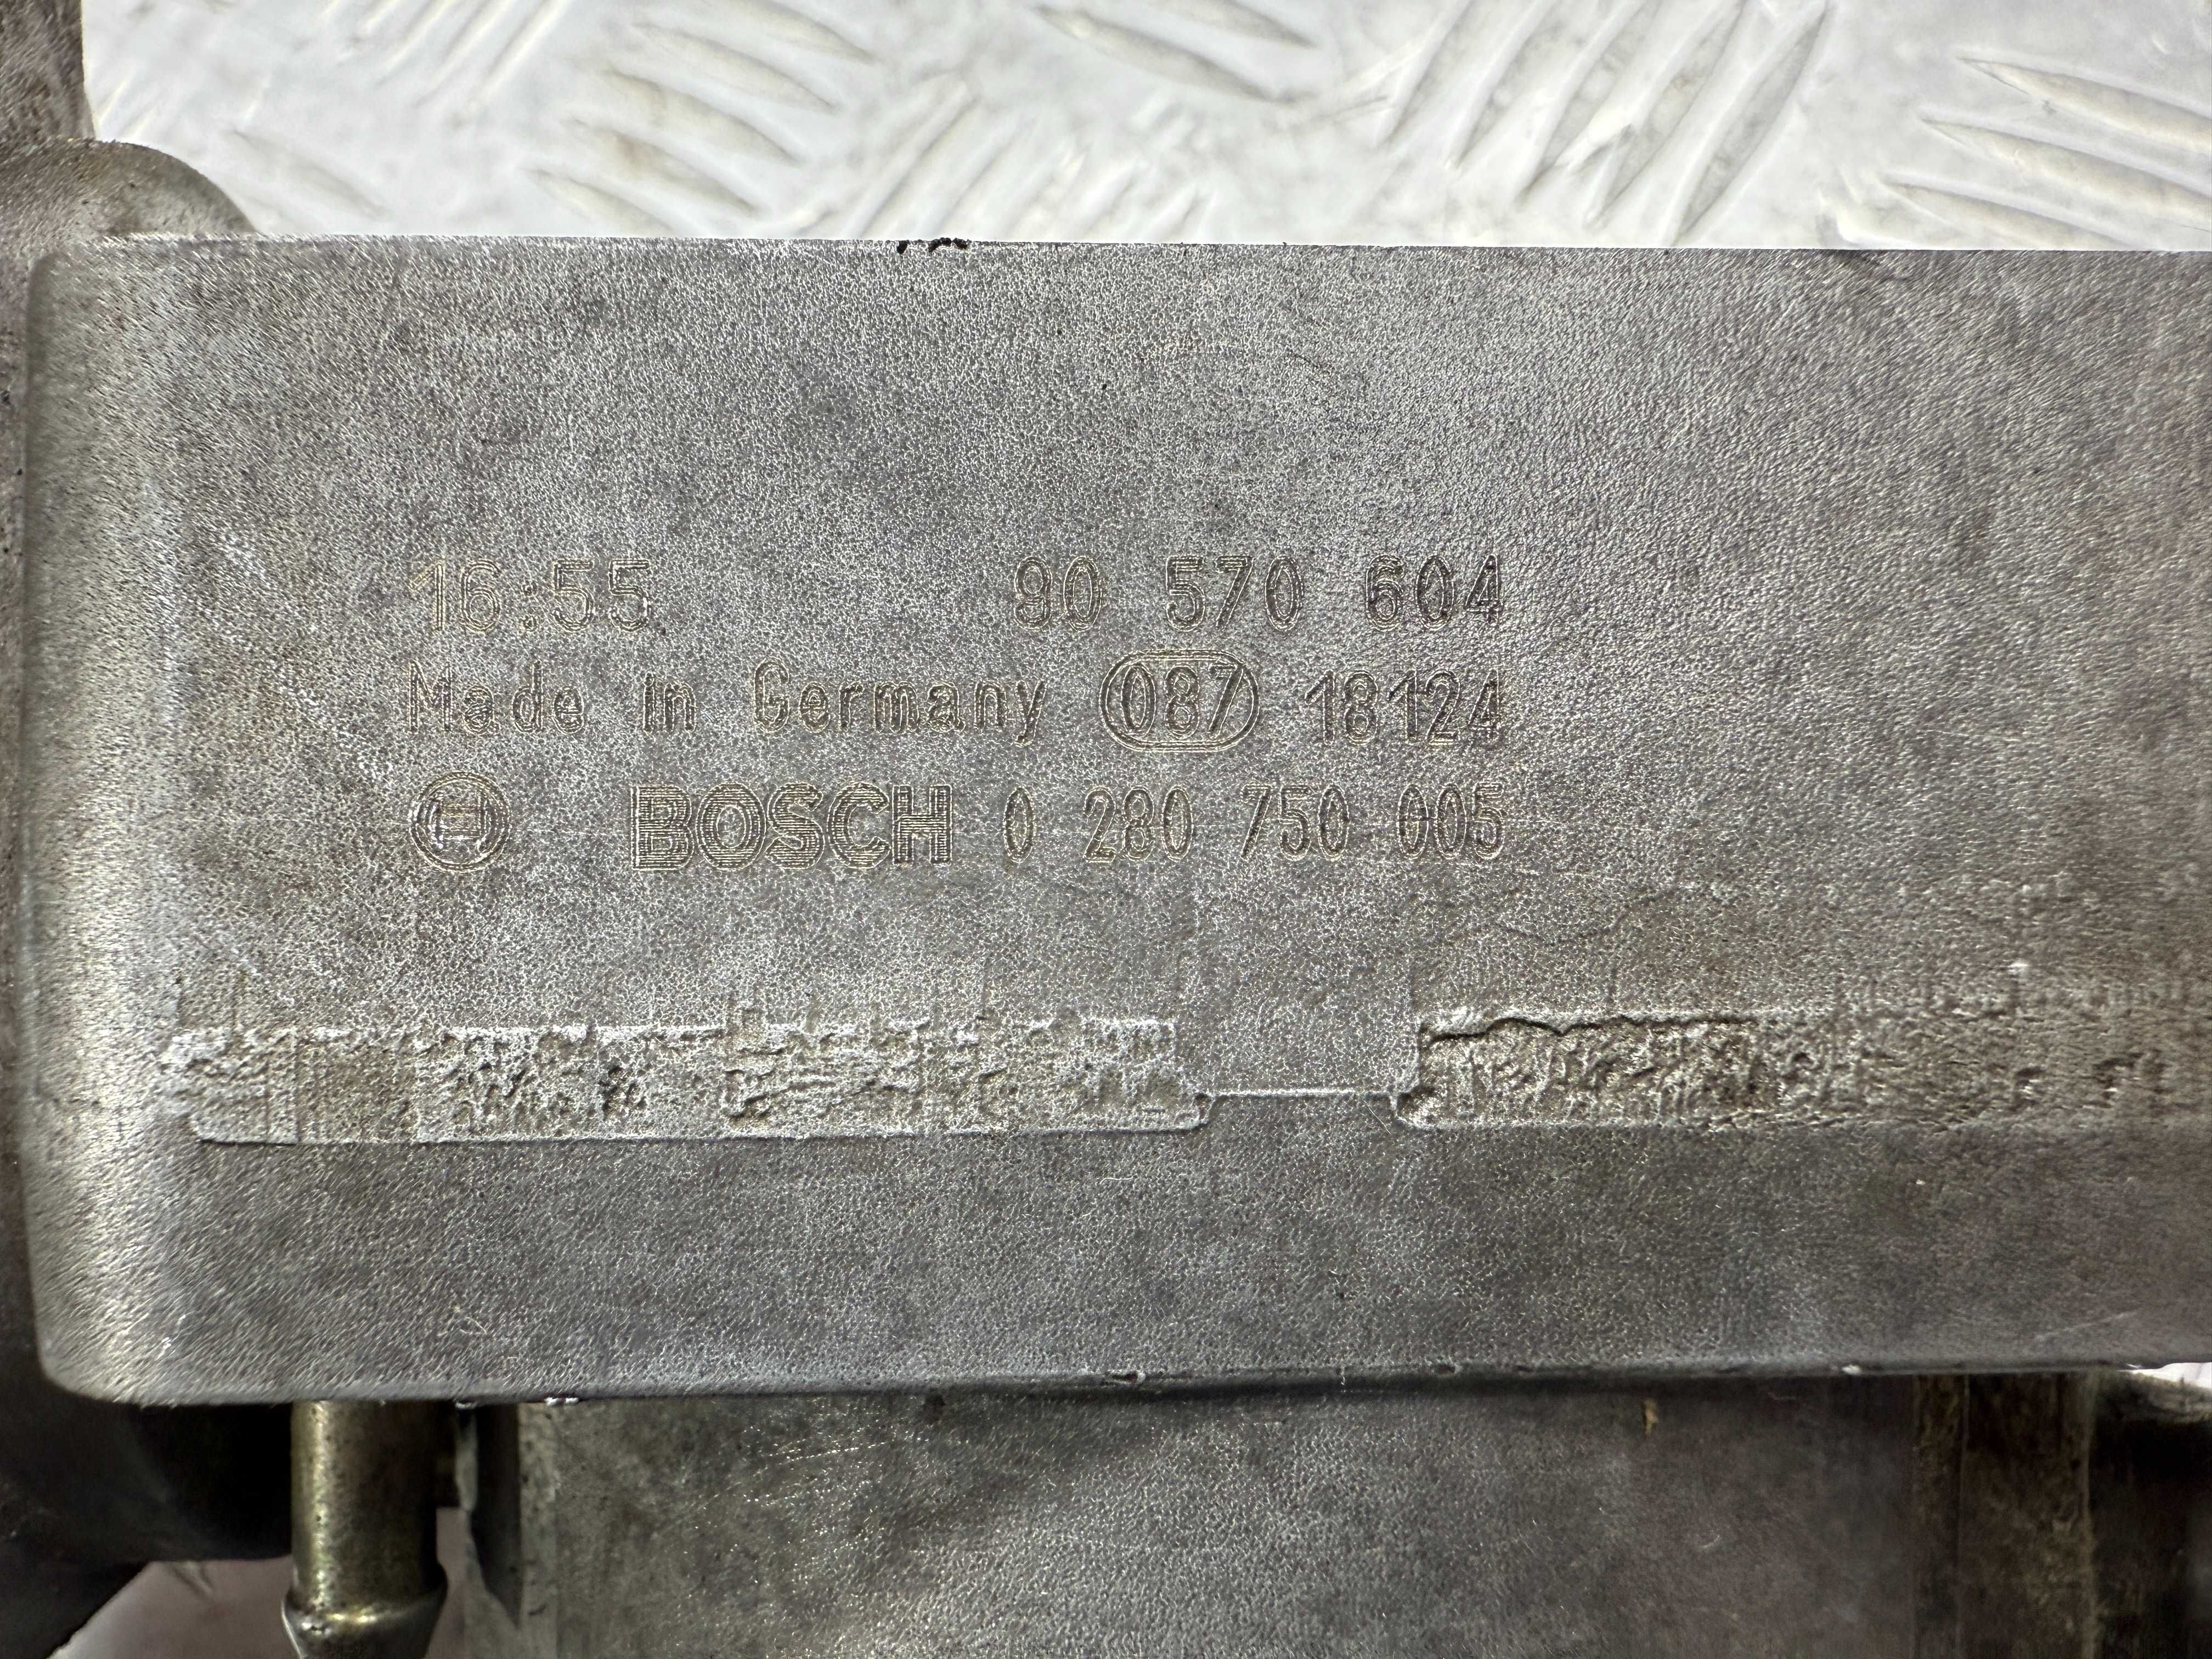 16:55 90 570 604
Made in Germany 087 18124
BOSCH 0 280 750 005